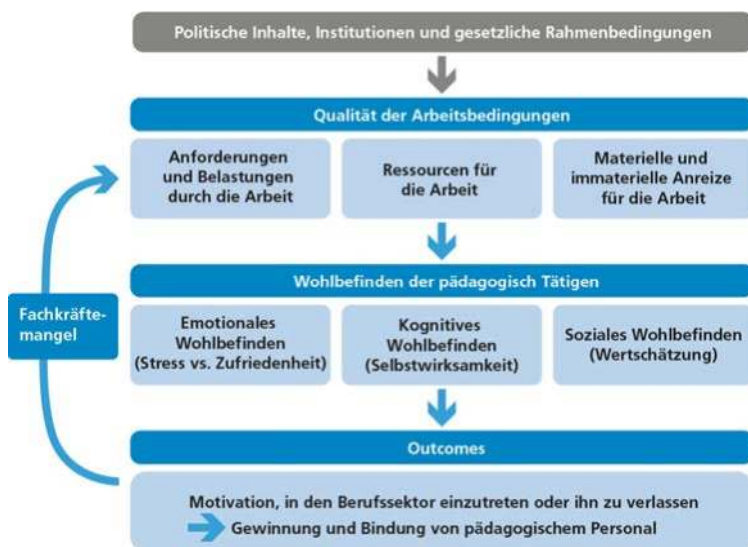 Politische Inhalte, Institutionen und gesetzliche Rahmenbedingungen
Qualität der Arbeitsbedingungen
Anforderungen
und Belastungen
durch die Arbeit
Ressourcen für
die Arbeit
Materielle und
immaterielle Anreize
für die Arbeit
Wohlbefinden der pädagogisch Tätigen
Fachkräfte-
mangel
Emotionales
Wohlbefinden
(Stress vs. Zufriedenheit)
Kognitives
Wohlbefinden
(Selbstwirksamkeit)
Soziales Wohlbefinden
(Wertschätzung)
Outcomes
Motivation, in den Berufssektor einzutreten oder ihn zu verlassen
Gewinnung und Bindung von pädagogischem Personal